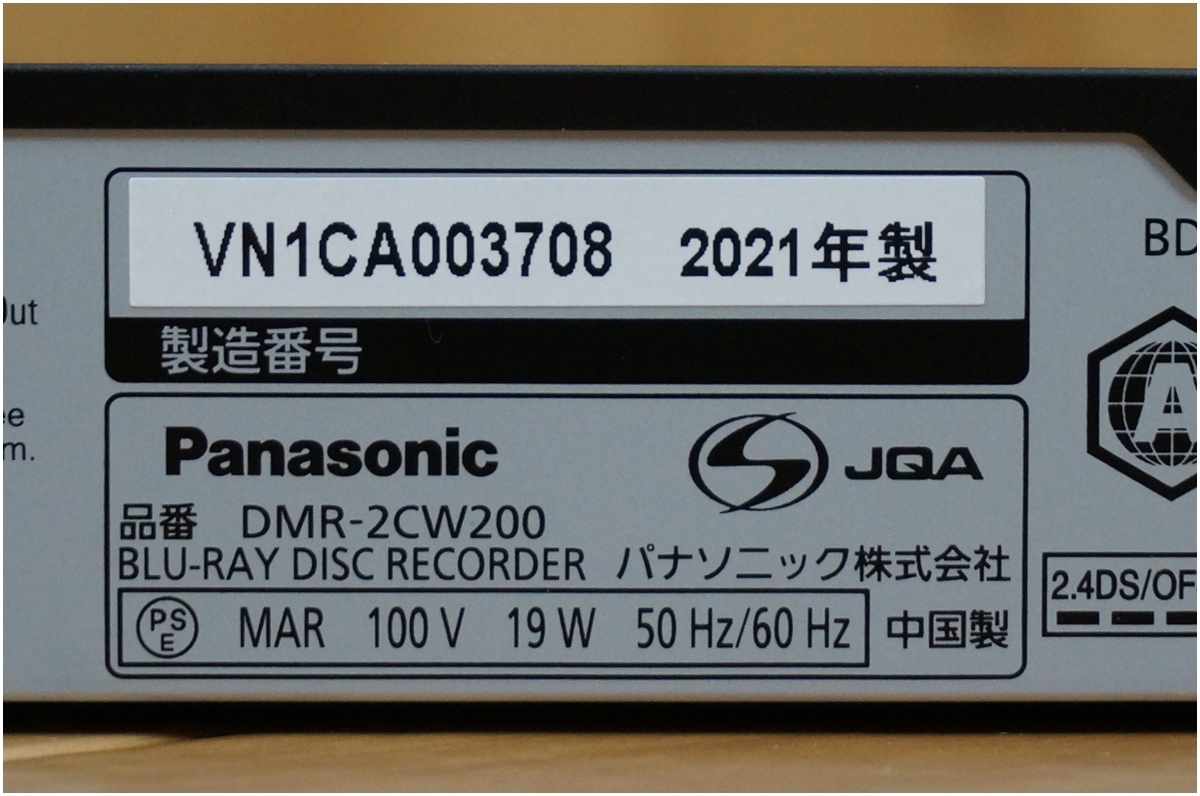 VN1CA003708 2021年製
製造番号
Panasonic JQA
品番 DMR-2CW200
BLU-RAY DISC RECORDER パナソニック株式会社
PS E MAR 100 V 19 W 50 Hz/60 Hz 中国製
BD
A
2.4DS/OF
m.